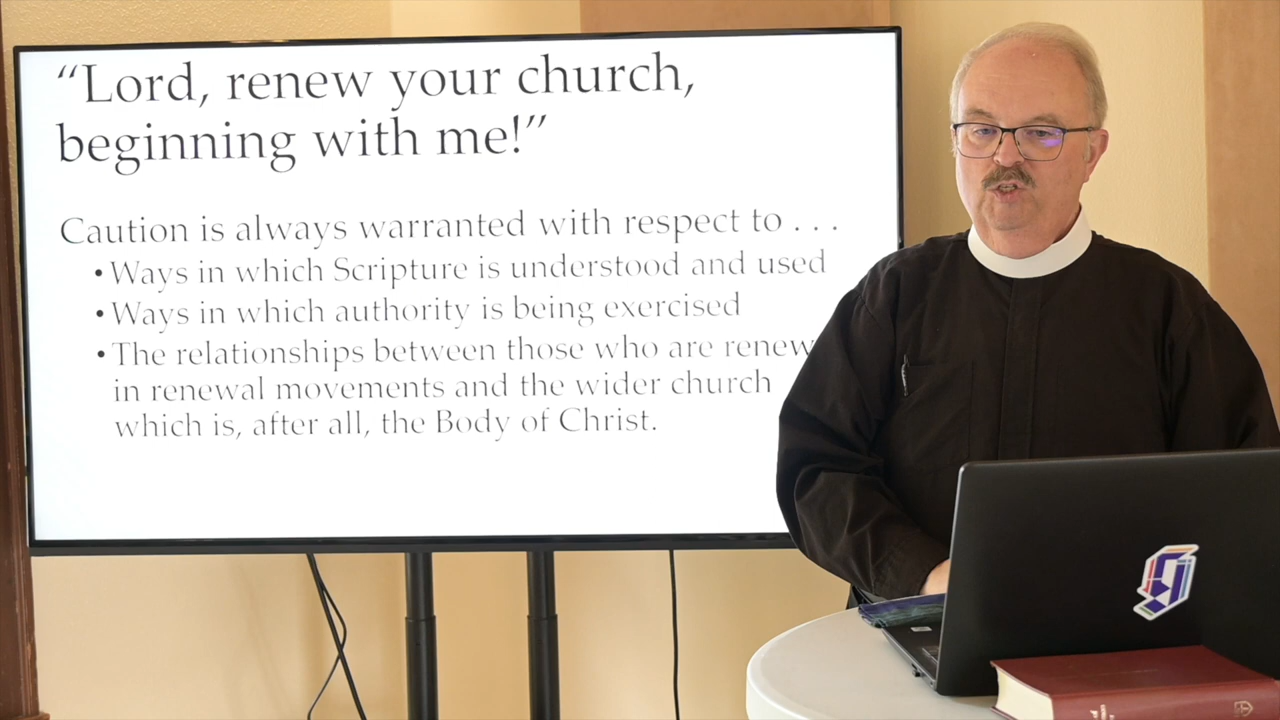 “Lord, renew your church,
beginning with me!”
Caution is always warranted with respect to . . .
• Ways in which Scripture is understood and used
• Ways in which authority is being exercised
• The relationships between those who are renew
in renewal movements and the wider church
which is, after all, the Body of Christ.